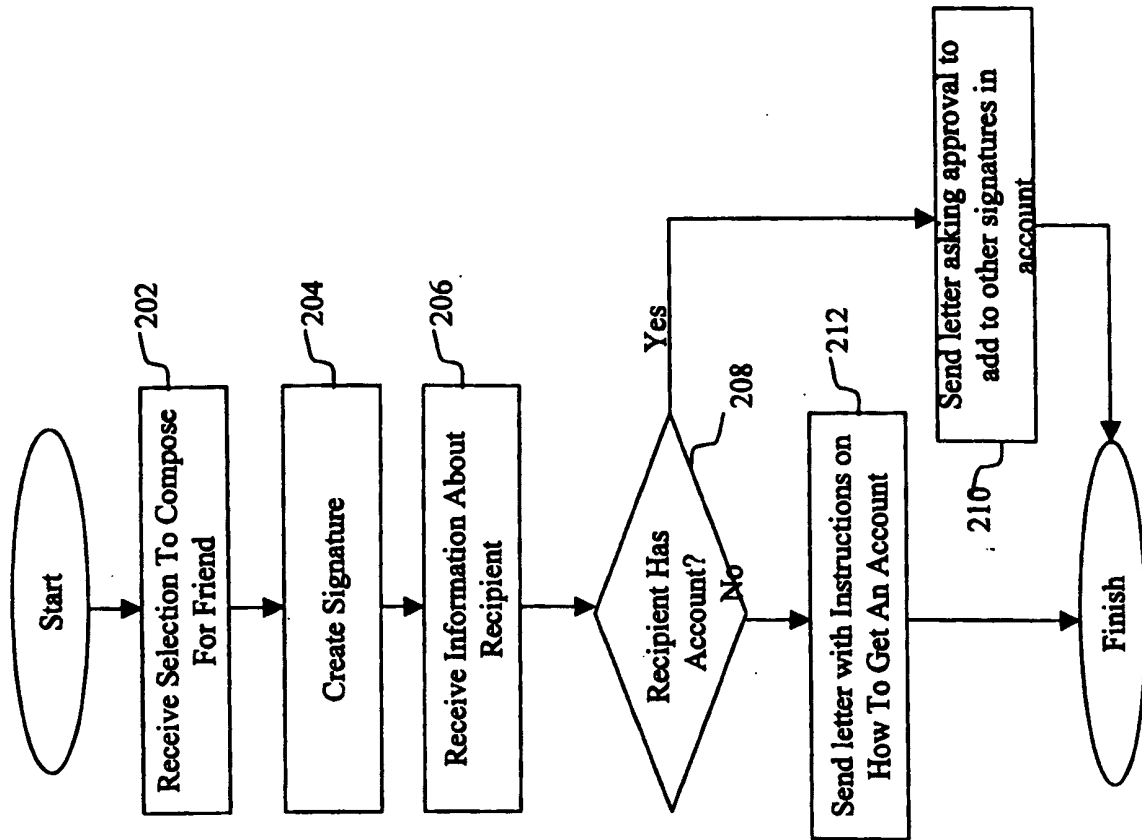 Start
202
Receive Selection To Compose
For Friend
204
Create Signature
206
Receive Information About
Recipient
208
Recipient Has
Account?
Yes
No
212
Send letter with Instructions on
How To Get An Account
210
Send letter asking approval to
add to other signatures in
account
Finish